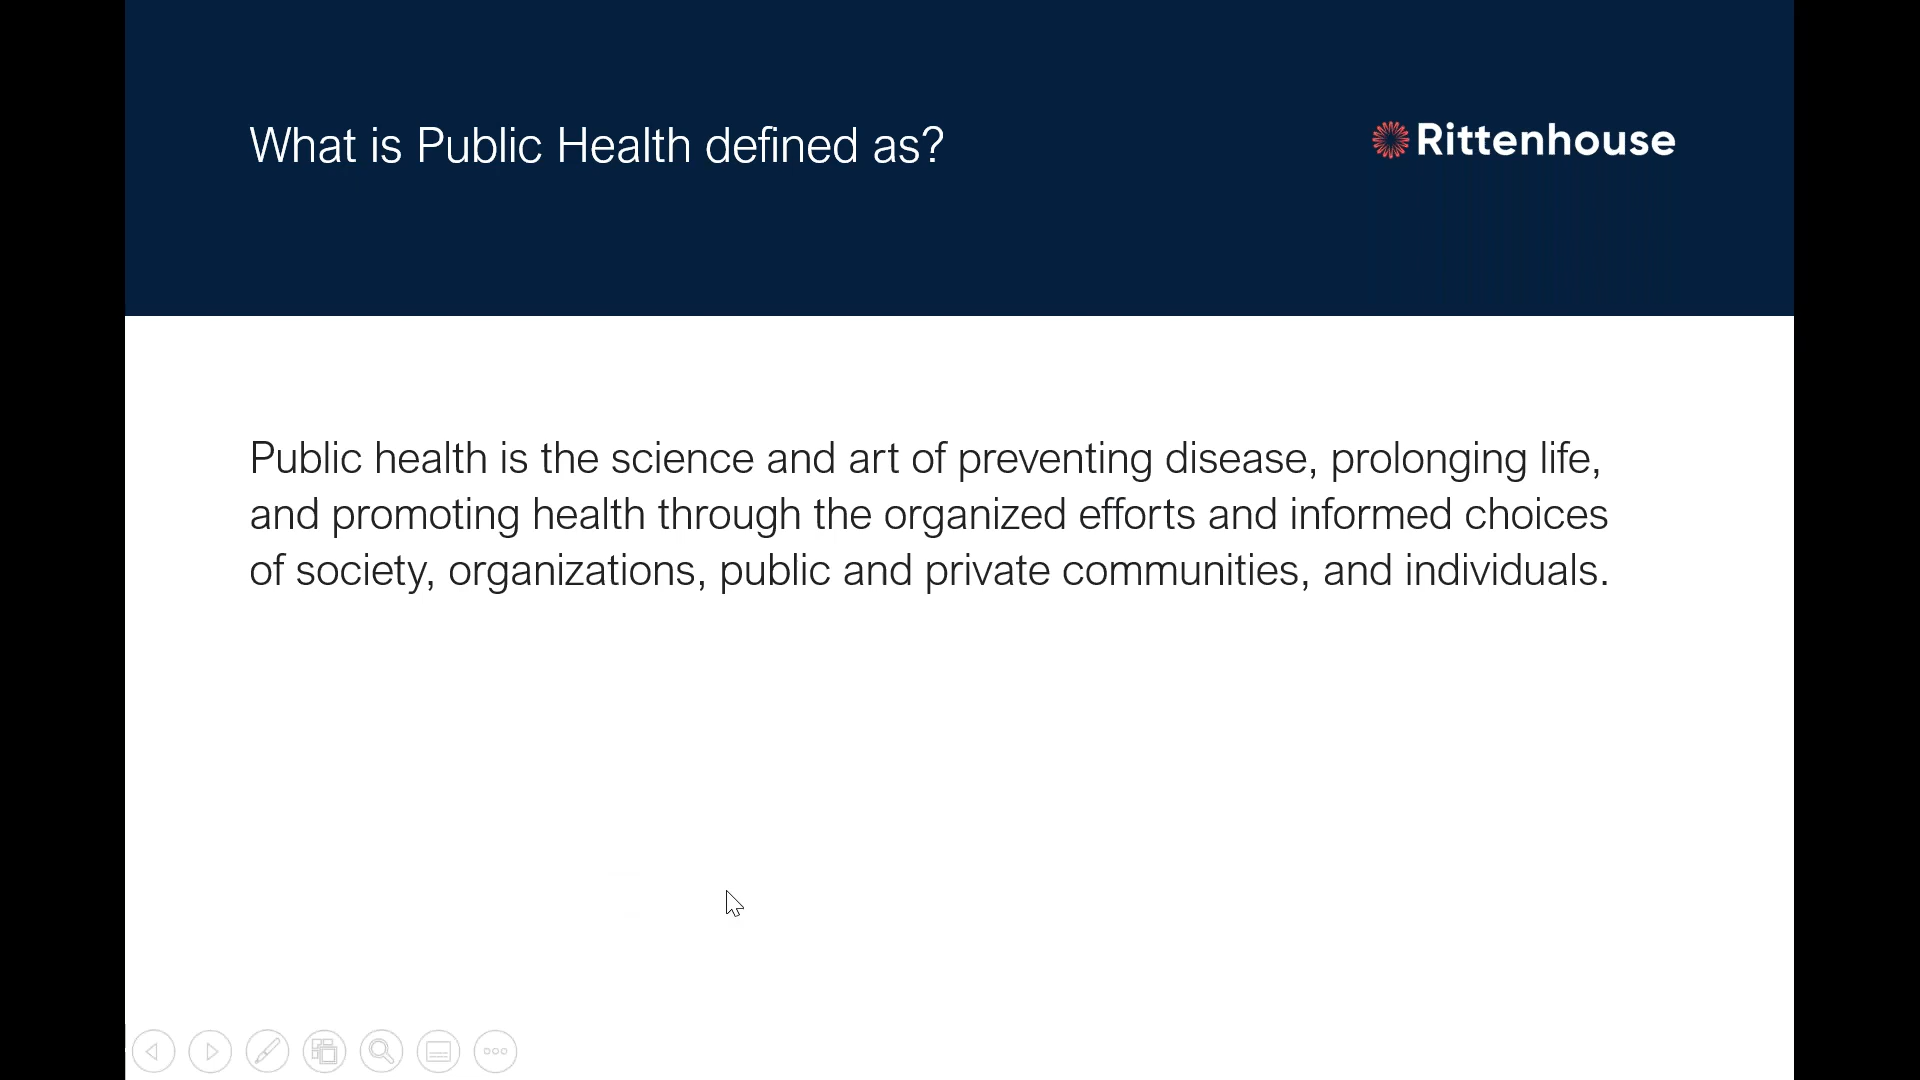 What is Public Health defined as?
Rittenhouse
Public health is the science and art of preventing disease, prolonging life,
and promoting health through the organized efforts and informed choices
of society, organizations, public and private communities, and individuals.